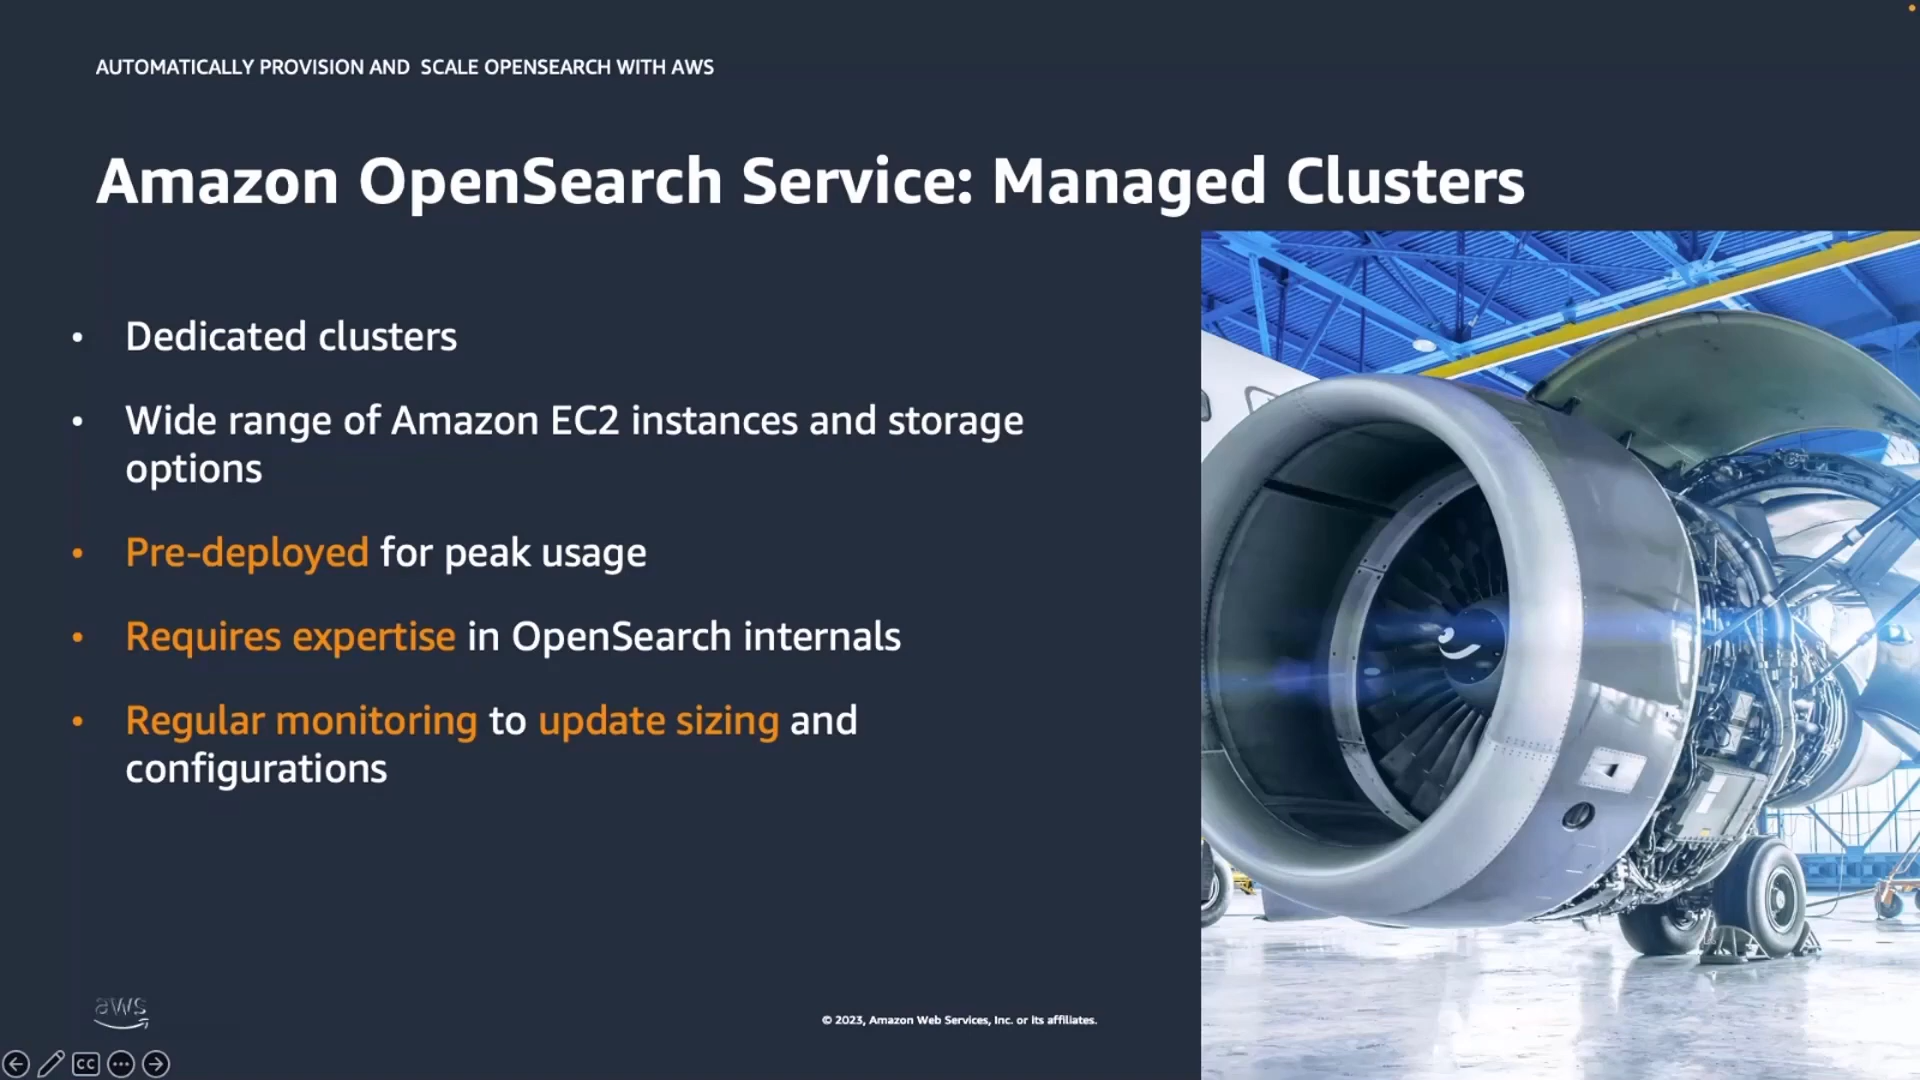 AUTOMATICALLY PROVISION AND SCALE OPENSEARCH WITH AWS
Amazon OpenSearch Service: Managed Clusters
• Dedicated clusters
• Wide range of Amazon EC2 instances and storage
options
• Pre-deployed for peak usage
• Requires expertise in OpenSearch internals
• Regular monitoring to update sizing and
configurations
aws
© 2023, Amazon Web Services, Inc. or its affiliates.
CC